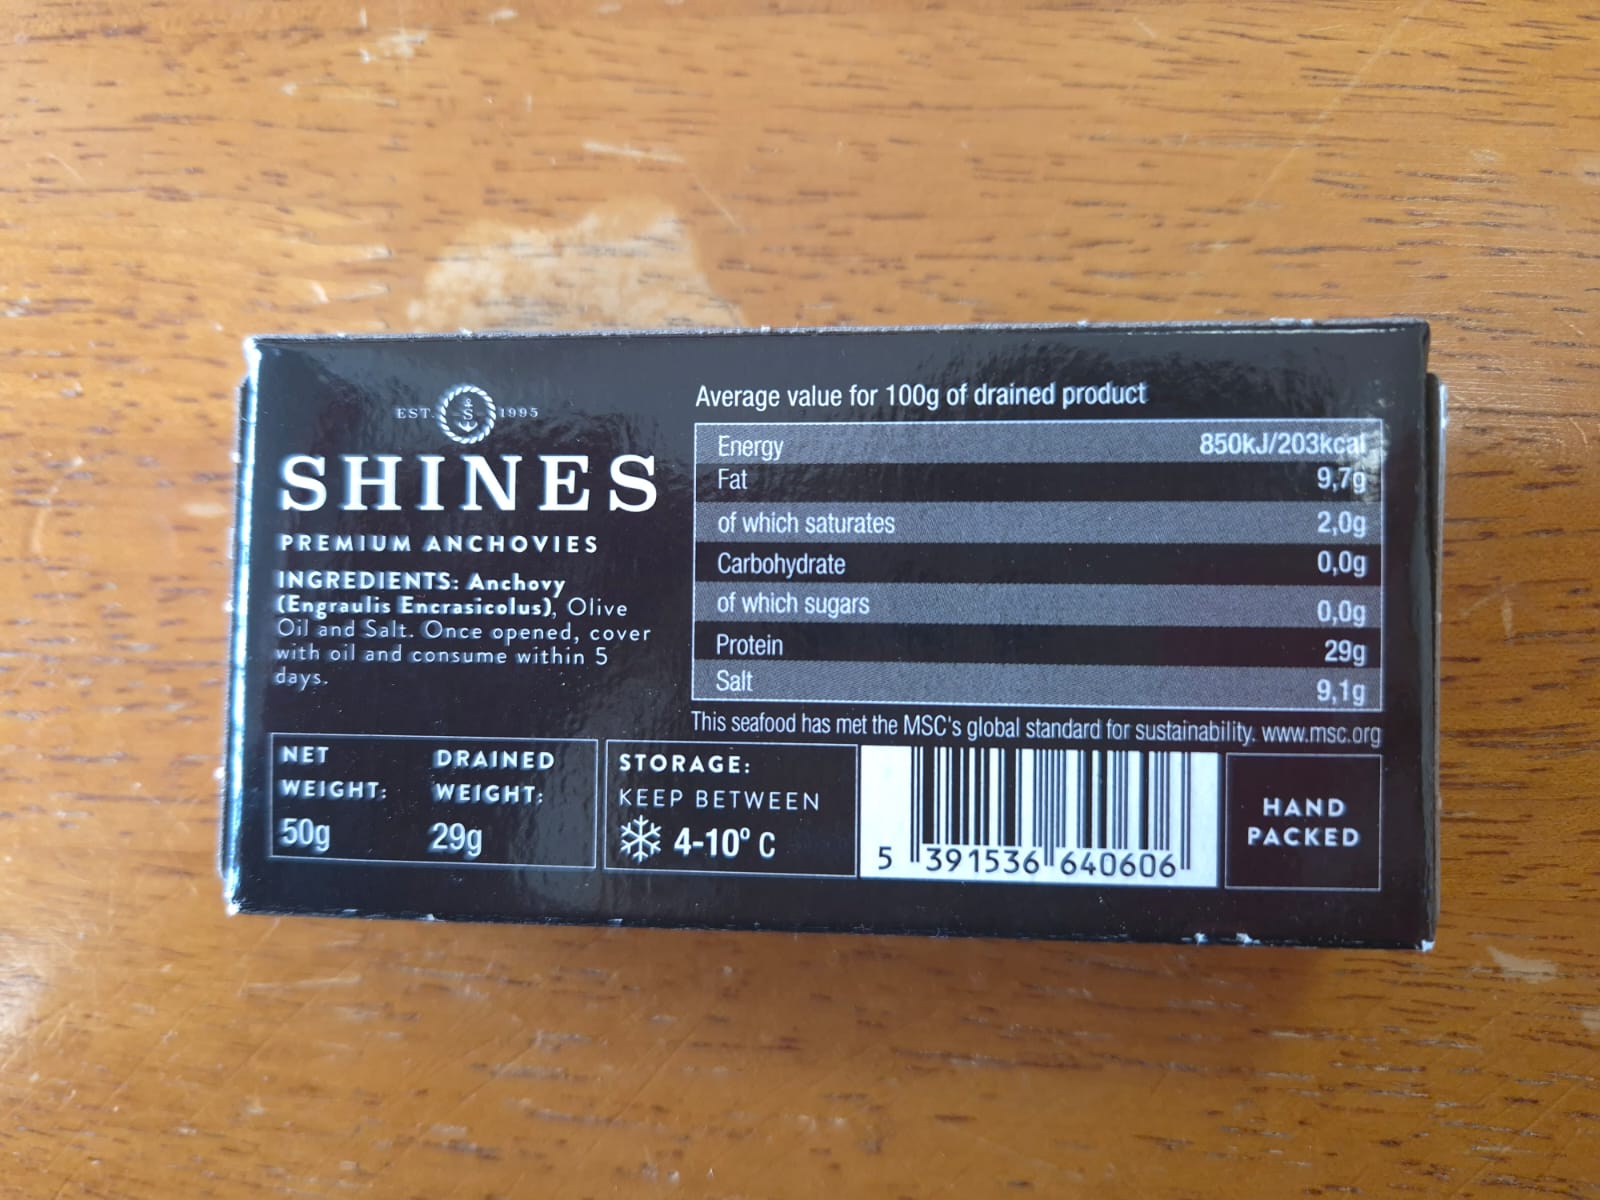 EST. S 1995
SHINES
PREMIUM ANCHOVIES
INGREDIENTS: Anchovy
(Engraulis Encrasicolus), Olive
Oil and Salt. Once opened, cover
with oil and consume within 5
days.
Average value for 100g of drained product
Energy 850kJ/203kcal
Fat 9,7g
of which saturates 2,0g
Carbohydrate 0,0g
of which sugars 0,0g
Protein 29g
Salt 9,1g
This seafood has met the MSC's global standard for sustainability. www.msc.org
NET WEIGHT:
50g
DRAINED WEIGHT:
29g
STORAGE:
KEEP BETWEEN
4-10º C
5 391536 640606
HAND
PACKED